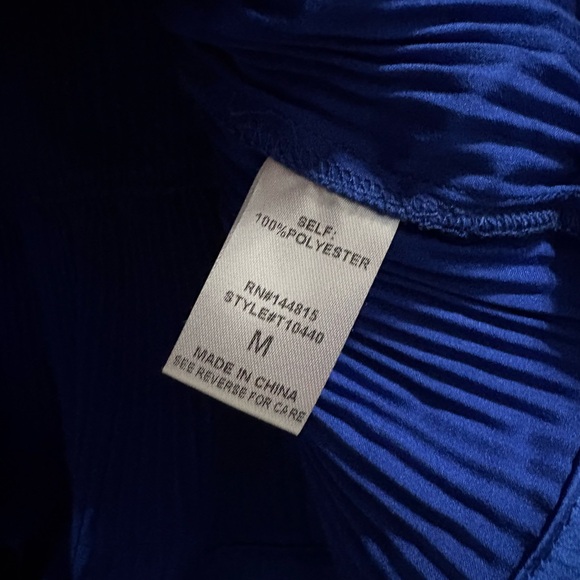 SELF:
100%POLYESTER
RN#144815
STYLE#T10440
M
MADE IN CHINA
SEE REVERSE FOR CARE